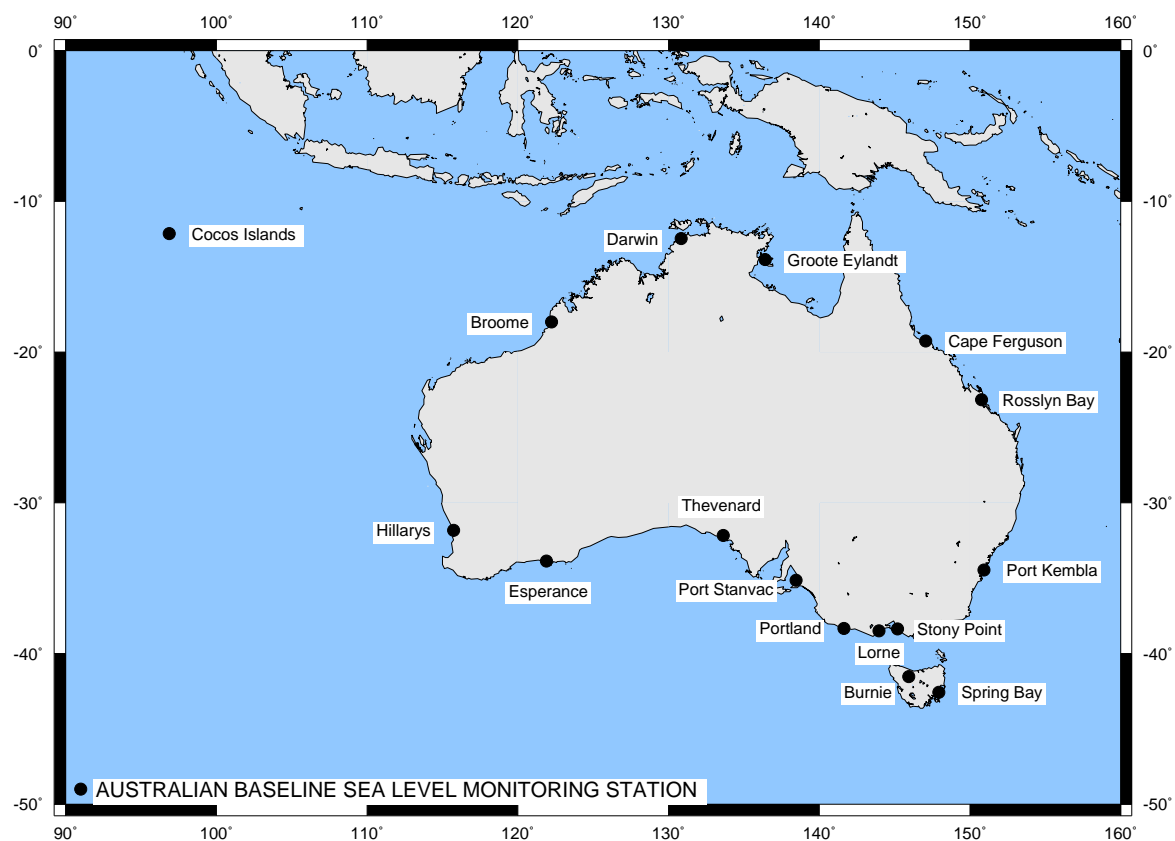 90˚ 100˚ 110˚ 120˚ 130˚ 140˚ 150˚ 160˚
0˚ 0˚
-10˚ -10˚
Cocos Islands
Darwin
Groote Eylandt
Broome
Cape Ferguson
-20˚ -20˚
Rosslyn Bay
-30˚ -30˚
Thevenard
Hillarys
Port Kembla
Esperance
Port Stanvac
Portland
Stony Point
Lorne
-40˚ -40˚
Burnie
Spring Bay
AUSTRALIAN BASELINE SEA LEVEL MONITORING STATION
-50˚ -50˚
90˚ 100˚ 110˚ 120˚ 130˚ 140˚ 150˚ 160˚